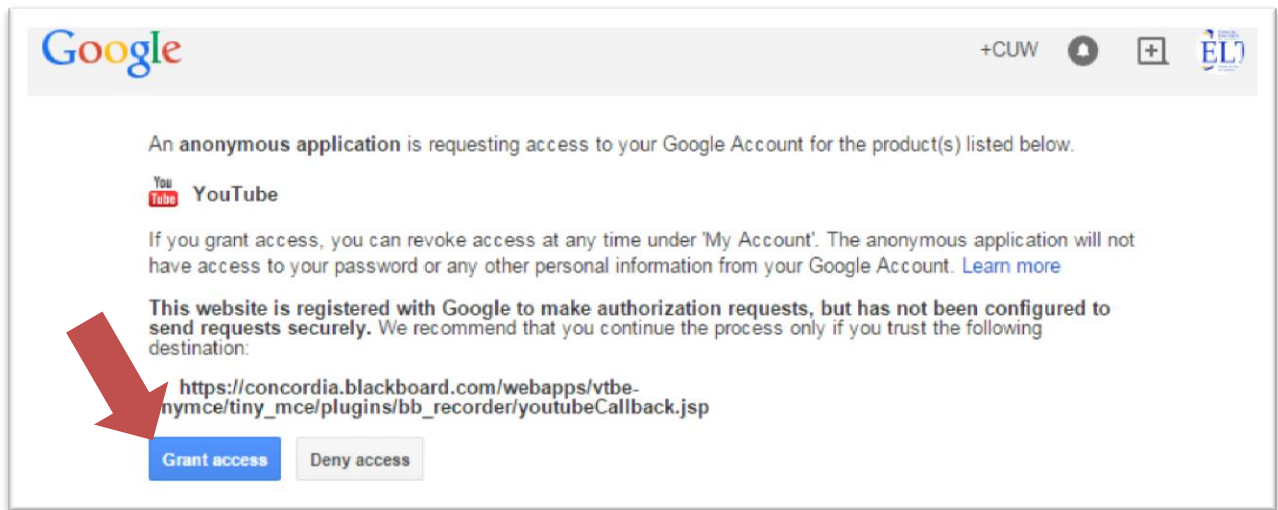 Google
+CUW
EL
An anonymous application is requesting access to your Google Account for the product(s) listed below.
You
Tube
YouTube
If you grant access, you can revoke access at any time under 'My Account'. The anonymous application will not
have access to your password or any other personal information from your Google Account. Learn more
This website is registered with Google to make authorization requests, but has not been configured to
send requests securely. We recommend that you continue the process only if you trust the following
destination:
https://concordia.blackboard.com/webapps/vtbe-
nymce/tiny_mce/plugins/bb_recorder/youtubeCallback.jsp
Grant access
Deny access